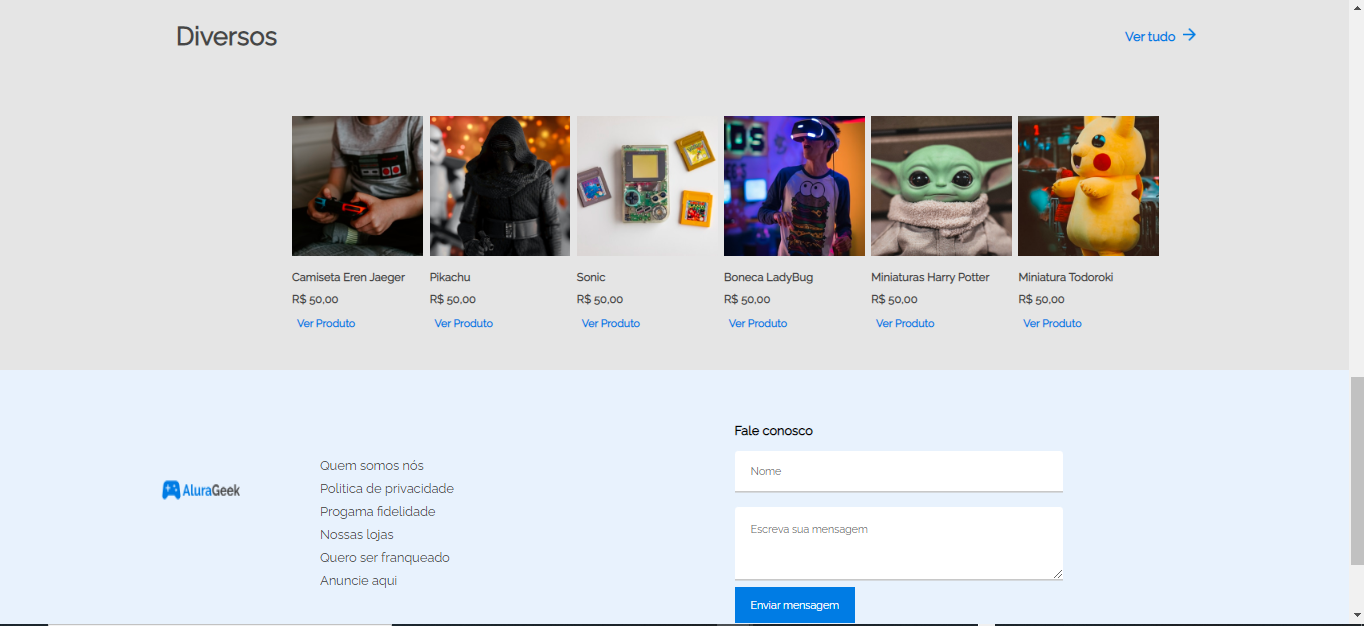 Diversos
Ver tudo →
Camiseta Eren Jaeger
R$ 50,00
Ver Produto
Pikachu
R$ 50,00
Ver Produto
Sonic
R$ 50,00
Ver Produto
Boneca LadyBug
R$ 50,00
Ver Produto
Miniaturas Harry Potter
R$ 50,00
Ver Produto
Miniatura Todoroki
R$ 50,00
Ver Produto
AluraGeek
Quem somos nós
Politica de privacidade
Progama fidelidade
Nossas lojas
Quero ser franqueado
Anuncie aqui
Fale conosco
Nome
Escreva sua mensagem
Enviar mensagem